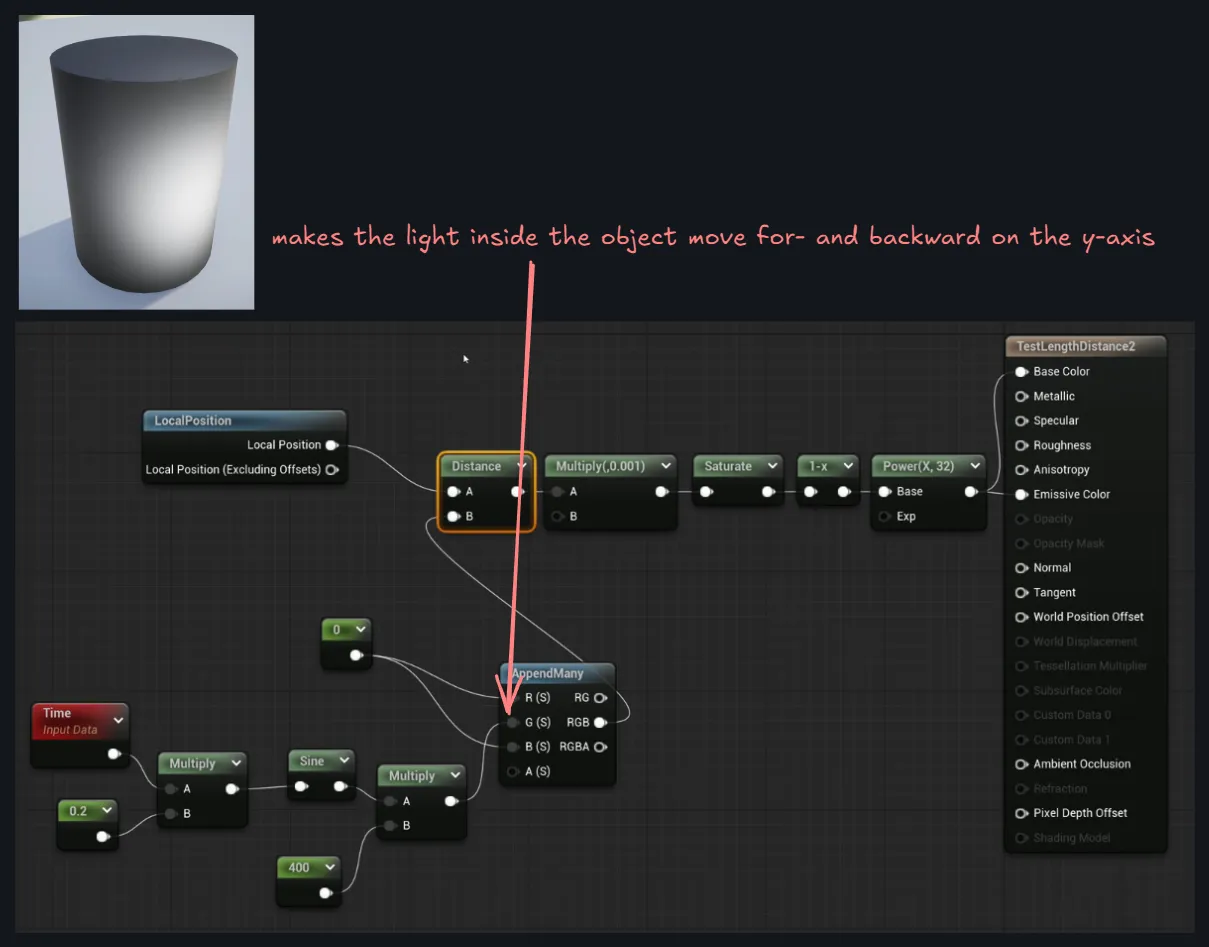 makes the light inside the object move for- and backward on the y-axis
TestLengthDistance2
Base Color
Metallic
Specular
Roughness
Anisotropy
Emissive Color
Opacity
Opacity Mask
Normal
Tangent
World Position Offset
World Displacement
Tessellation Multiplier
Subsurface Color
Custom Data 0
Custom Data 1
Ambient Occlusion
Refraction
Pixel Depth Offset
Shading Model
LocalPosition
Local Position
Local Position (Excluding Offsets)
Distance
A
B
Multiply(,0.001)
A
B
Saturate
1-x
Power(X, 32)
Base
Exp
0
AppendMany
R (S) RG
G (S) RGB
B (S) RGBA
A (S)
Time
Input Data
Multiply
A
B
0.2
Sine
Multiply
A
B
400